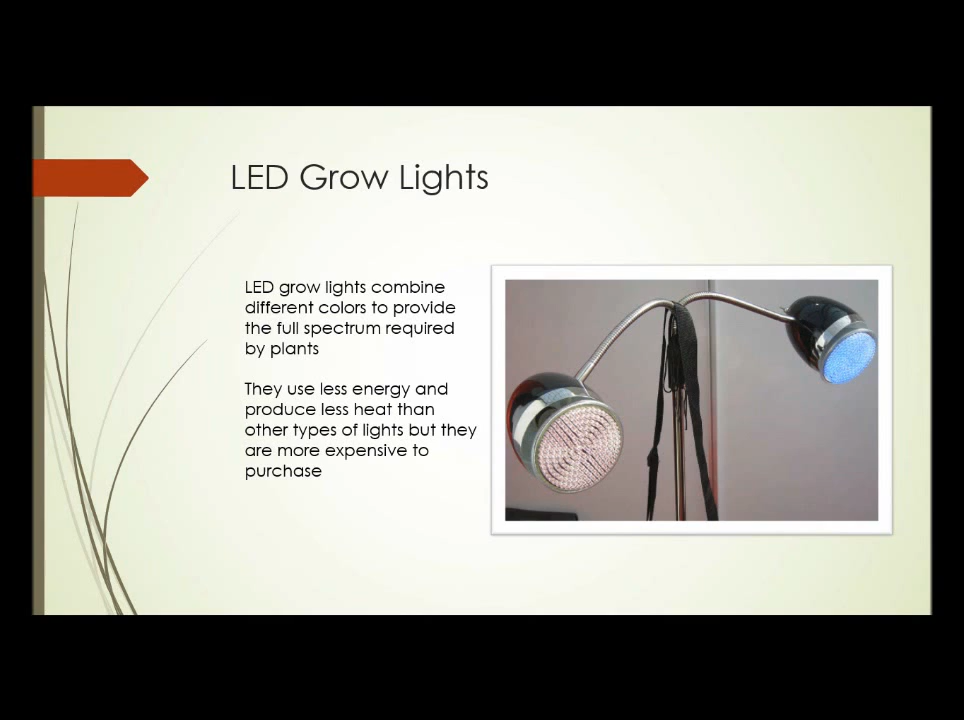 LED Grow Lights
LED grow lights combine
different colors to provide
the full spectrum required
by plants
They use less energy and
produce less heat than
other types of lights but they
are more expensive to
purchase